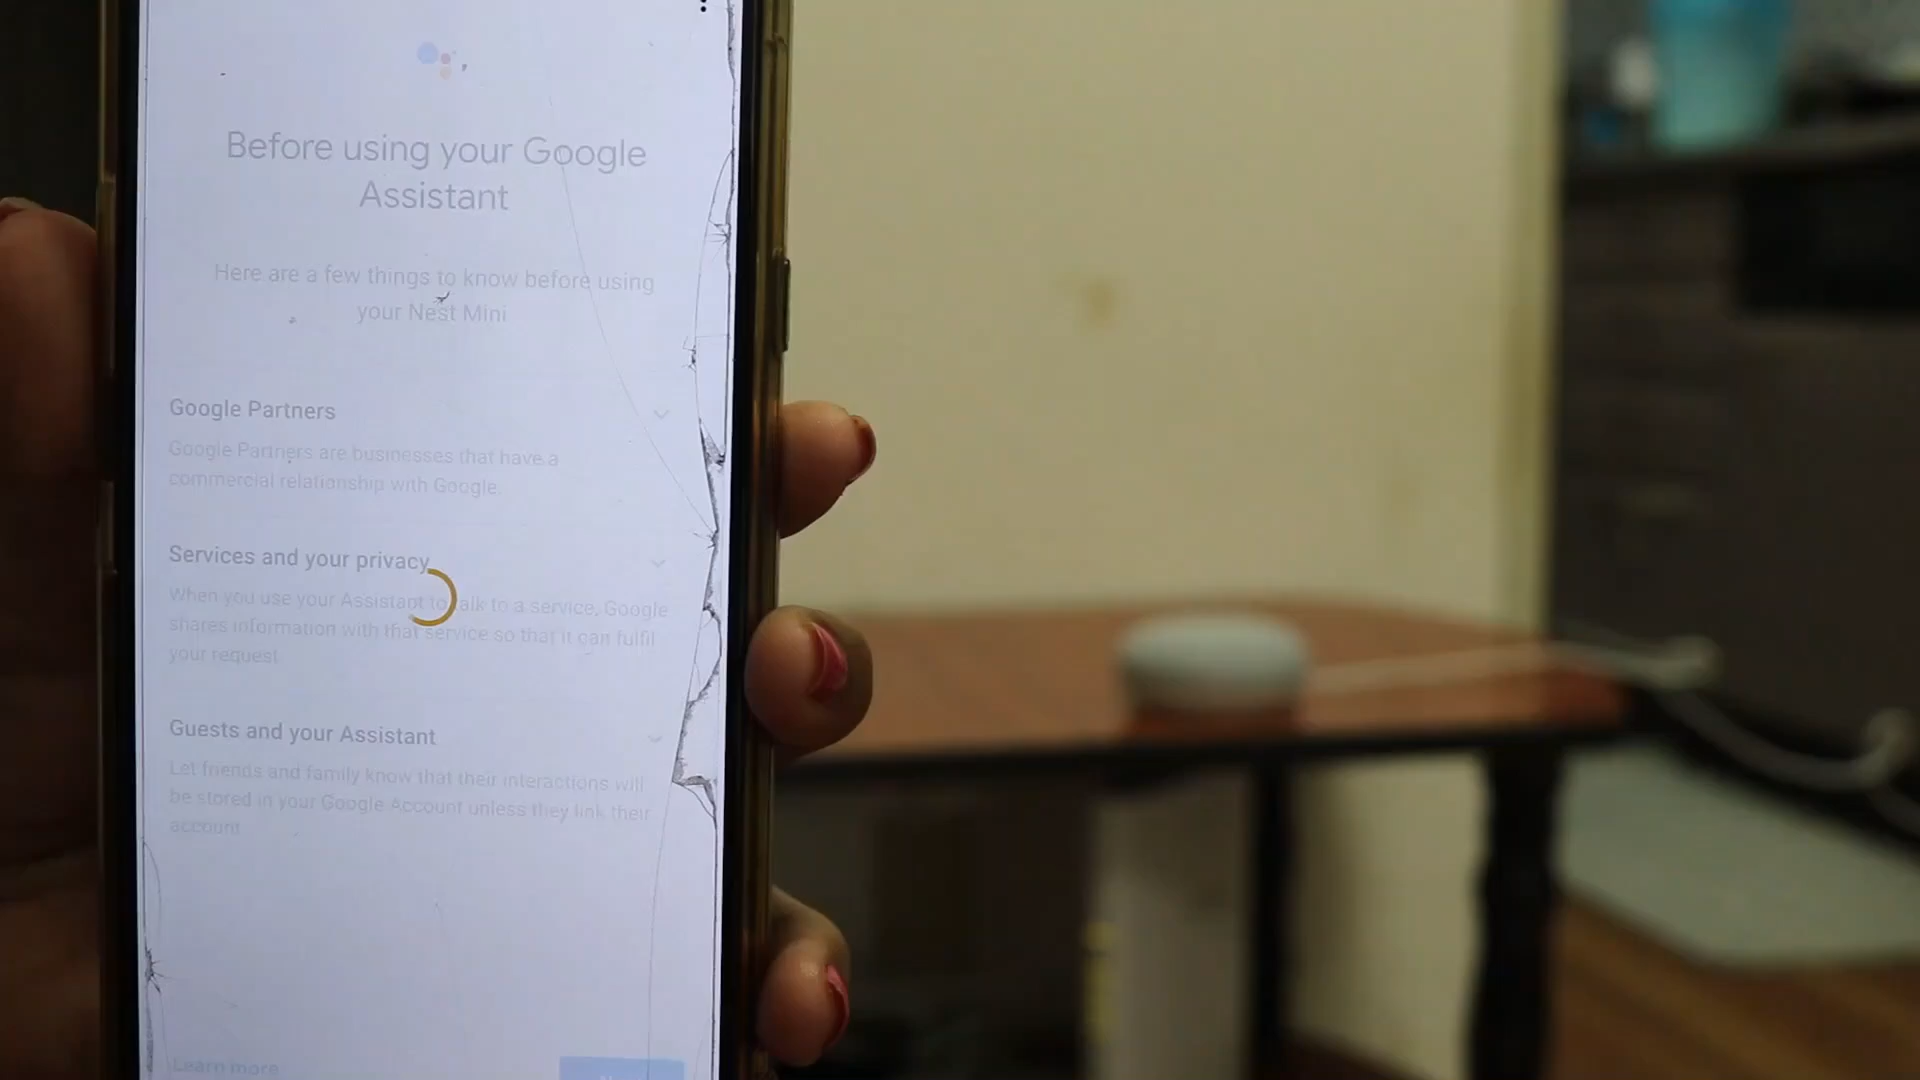 Before using your Google
Assistant
Here are a few things to know before using
your Nest Mini
Google Partners
Google Partners are businesses that have a
commercial relationship with Google.
Services and your privacy
When you use your Assistant to talk to a service, Google
shares information with that service so that it can fulfil
your request
Guests and your Assistant
Let friends and family know that their interactions will
be stored in your Google Account unless they link their
account
Learn more